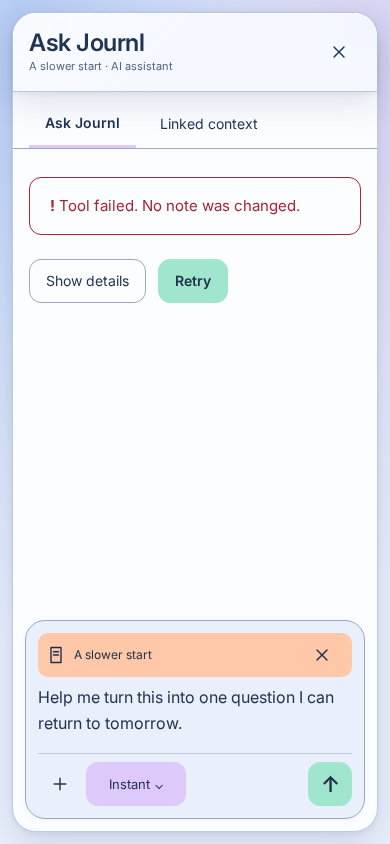 Ask Journl
A slower start · AI assistant
Ask Journl
Linked context
! Tool failed. No note was changed.
Show details
Retry
A slower start
Help me turn this into one question I can
return to tomorrow.
Instant